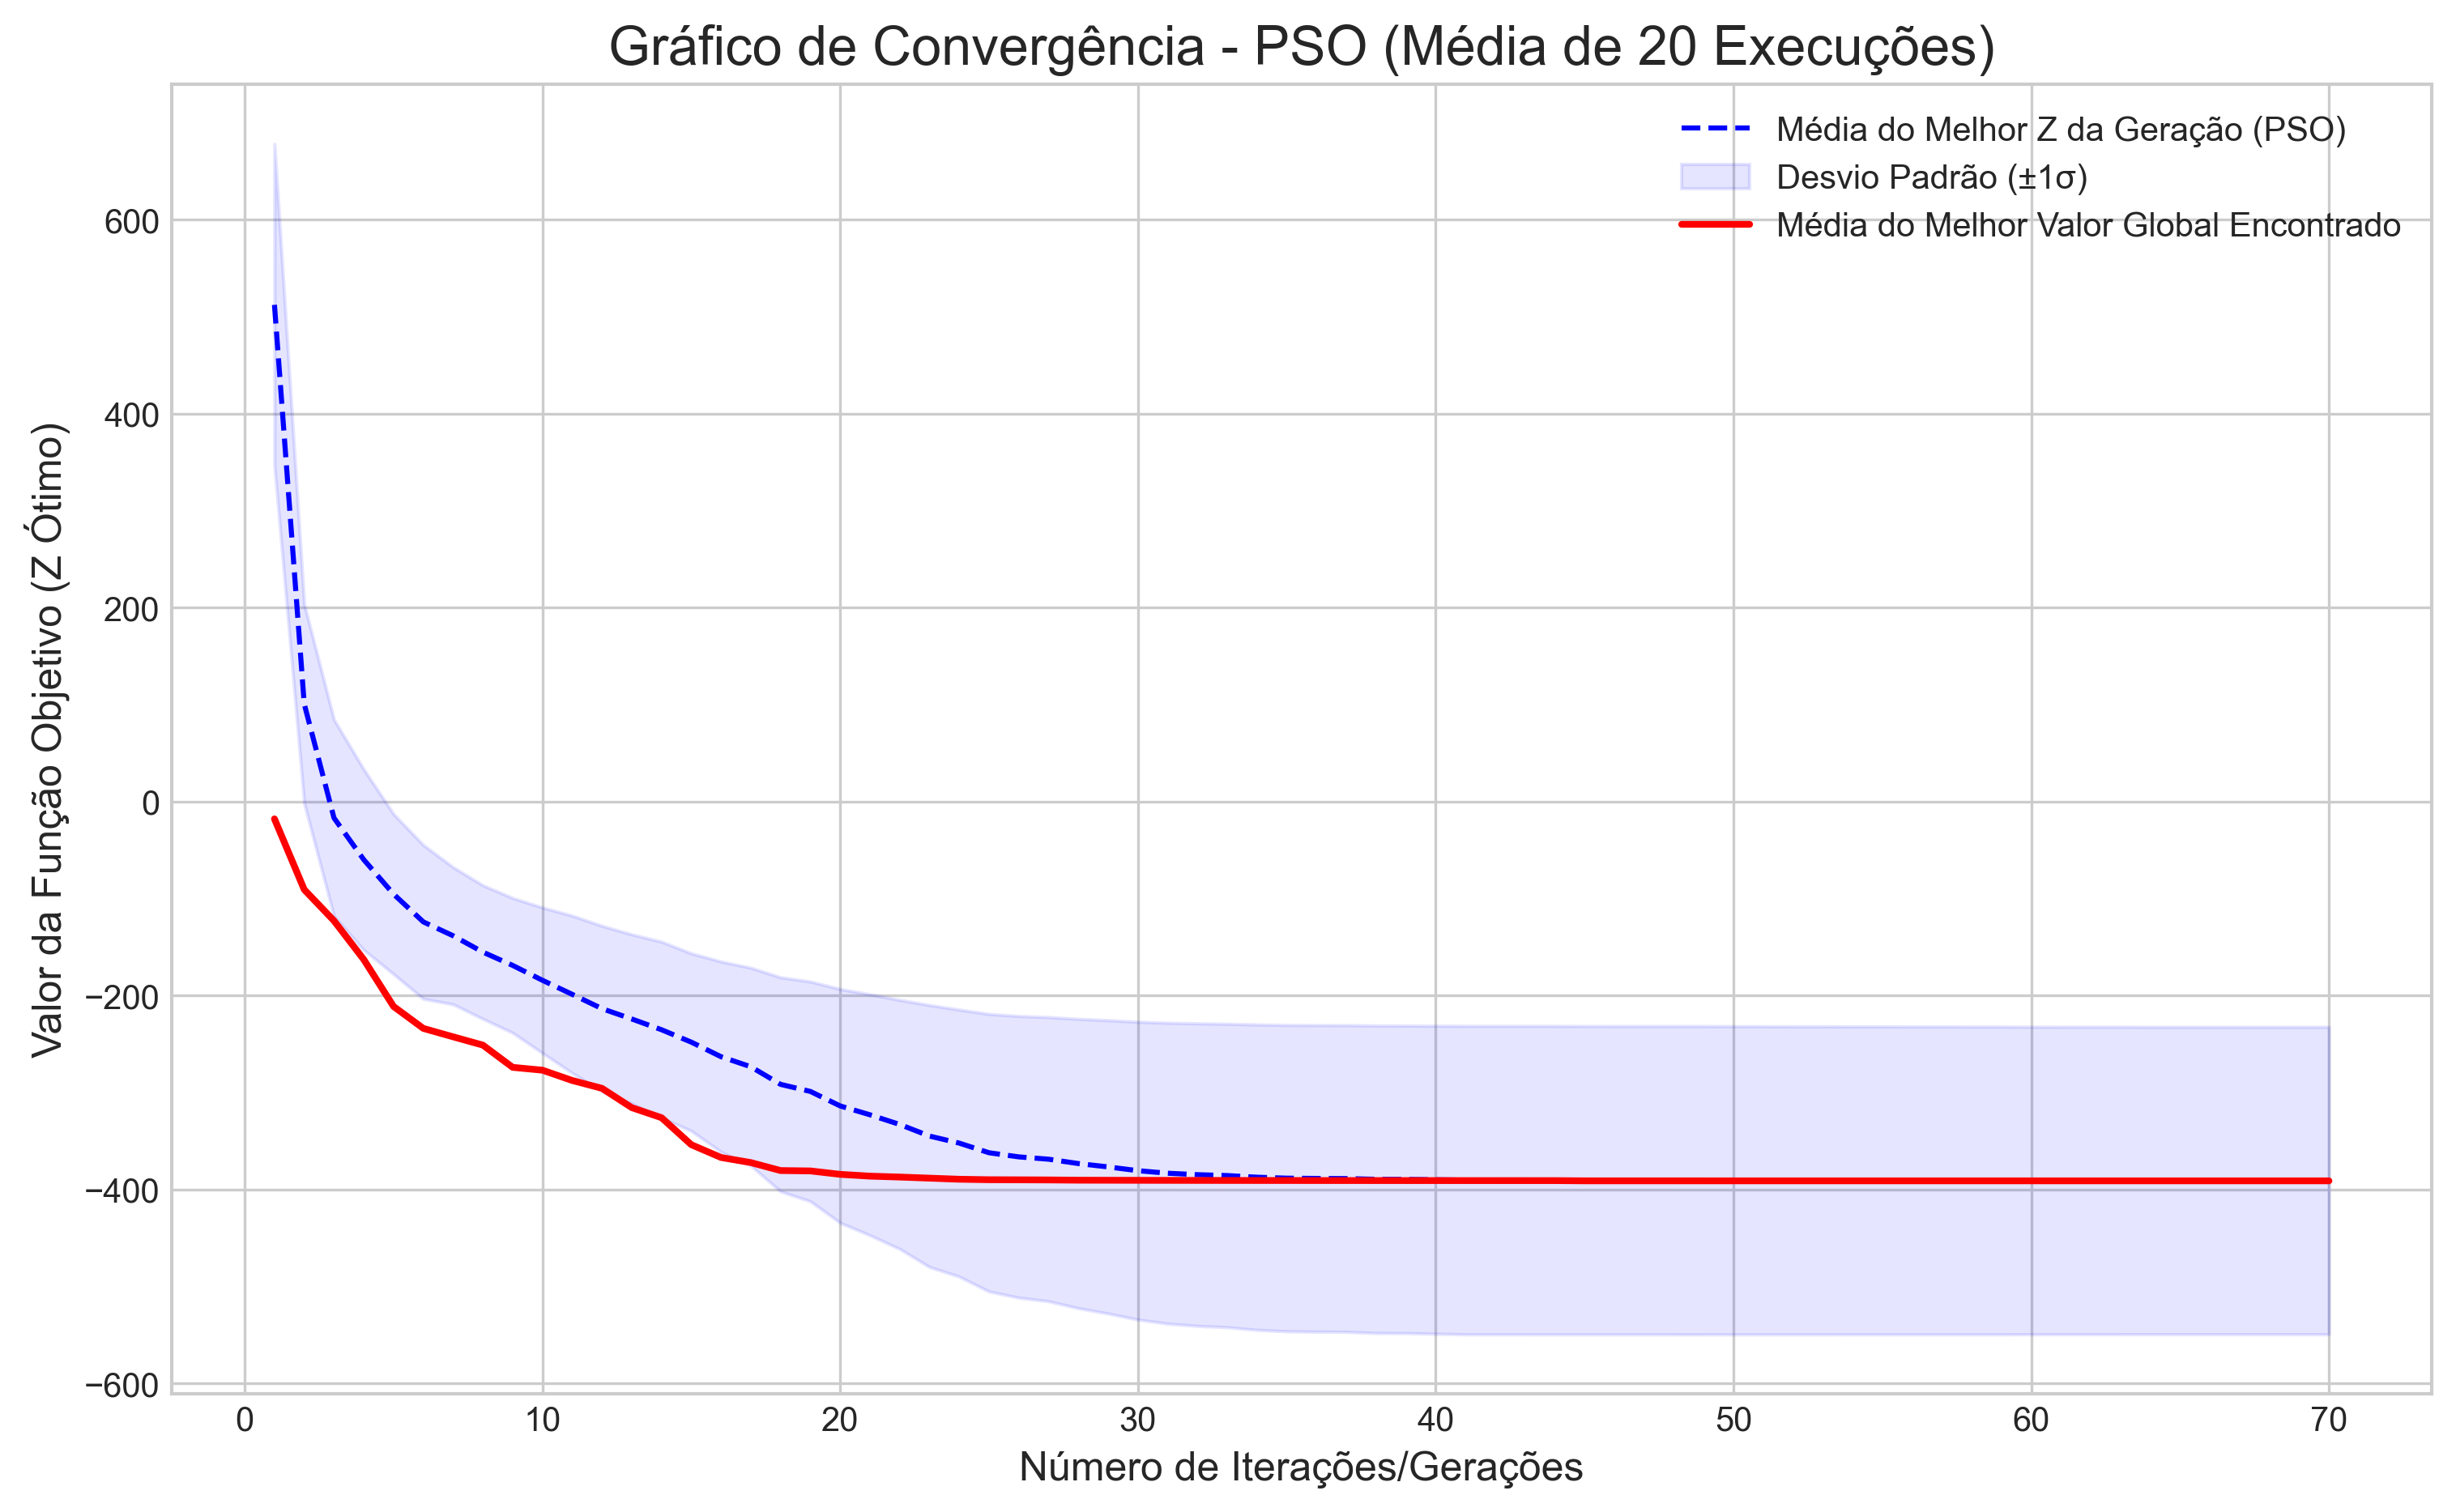 Gráfico de Convergência - PSO (Média de 20 Execuções)
Média do Melhor Z da Geração (PSO)
Desvio Padrão (±1σ)
Média do Melhor Valor Global Encontrado
Valor da Função Objetivo (Z Ótimo)
600
400
200
0
−200
−400
−600
0 10 20 30 40 50 60 70
Número de Iterações/Gerações